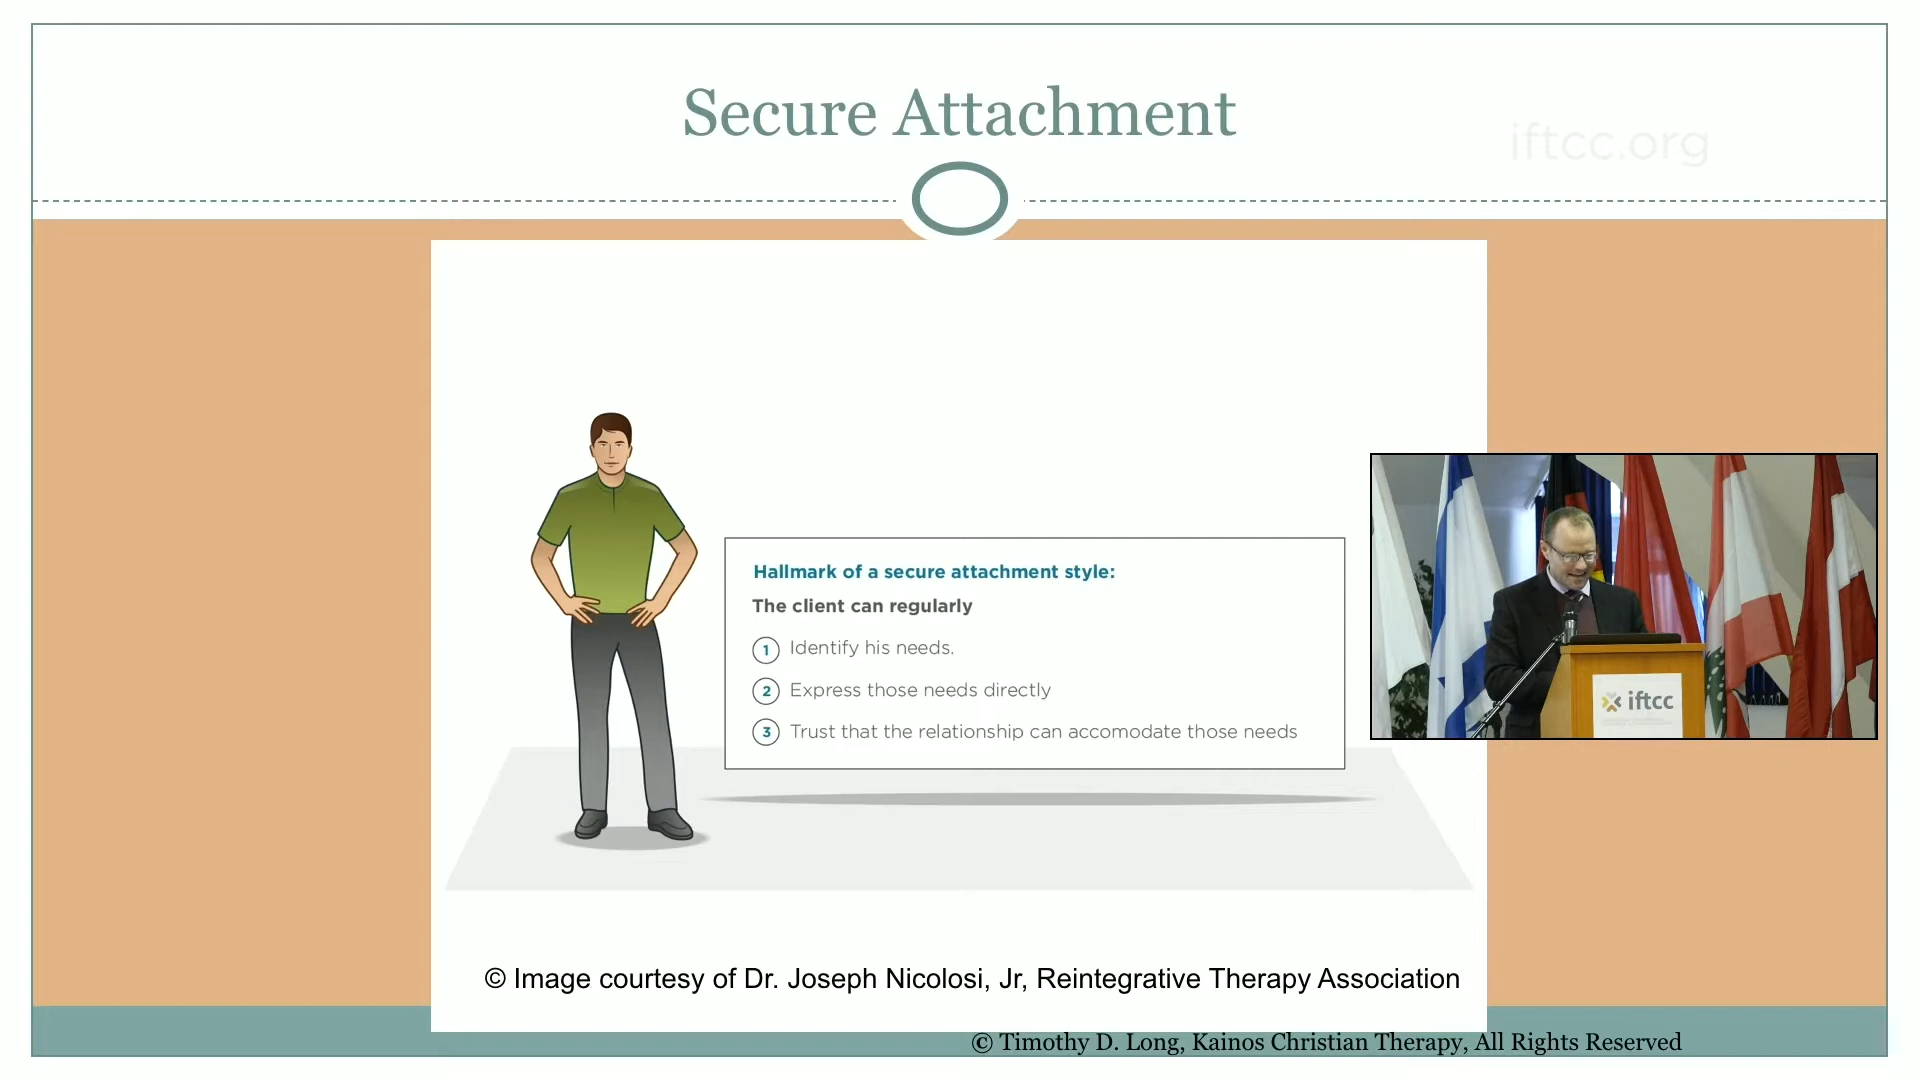 Secure Attachment
iftcc.org
Hallmark of a secure attachment style:
The client can regularly
1 Identify his needs.
2 Express those needs directly
3 Trust that the relationship can accomodate those needs
iftcc
© Image courtesy of Dr. Joseph Nicolosi, Jr, Reintegrative Therapy Association
© Timothy D. Long, Kainos Christian Therapy, All Rights Reserved